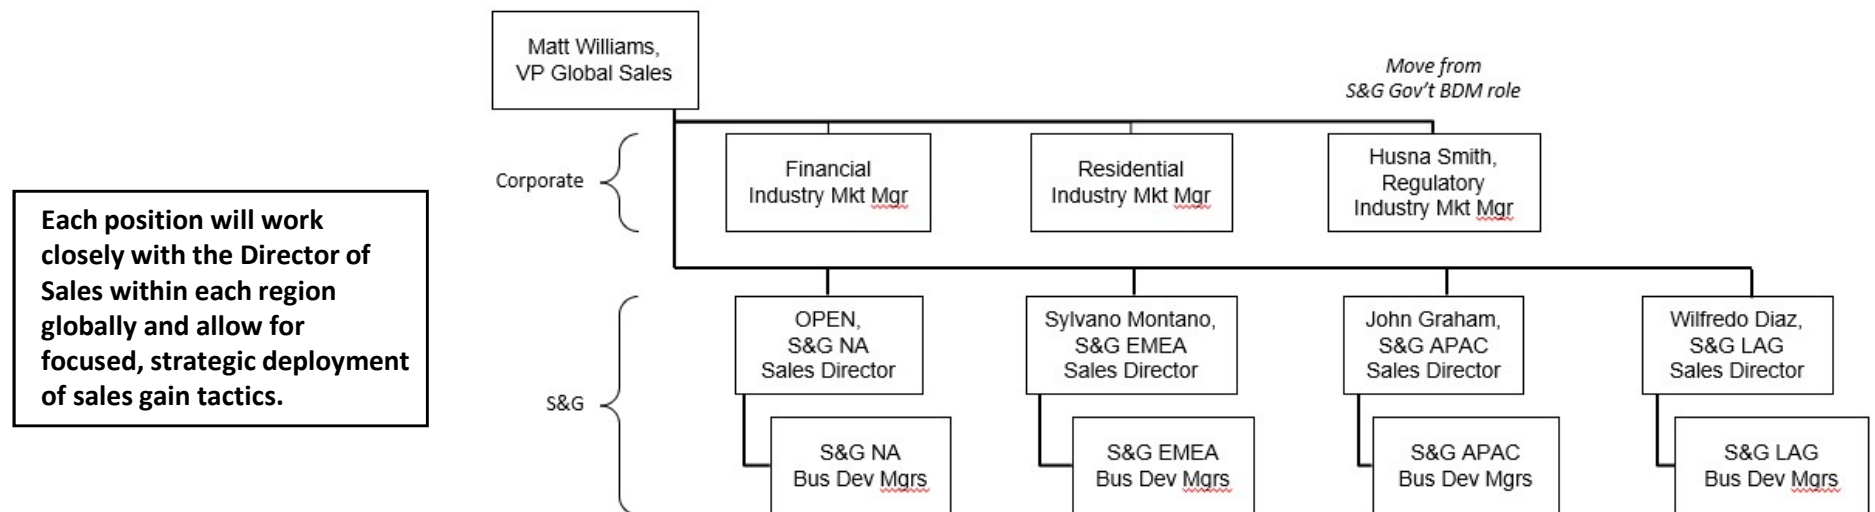 Matt Williams,
VP Global Sales
Move from
S&G Gov't BDM role
Corporate
Financial
Industry Mkt Mgr
Residential
Industry Mkt Mgr
Husna Smith,
Regulatory
Industry Mkt Mgr
Each position will work
closely with the Director of
Sales within each region
globally and allow for
focused, strategic deployment
of sales gain tactics.
S&G
OPEN,
S&G NA
Sales Director
Sylvano Montano,
S&G EMEA
Sales Director
John Graham,
S&G APAC
Sales Director
Wilfredo Diaz,
S&G LAG
Sales Director
S&G NA
Bus Dev Mgrs
S&G EMEA
Bus Dev Mgrs
S&G APAC
Bus Dev Mgrs
S&G LAG
Bus Dev Mgrs